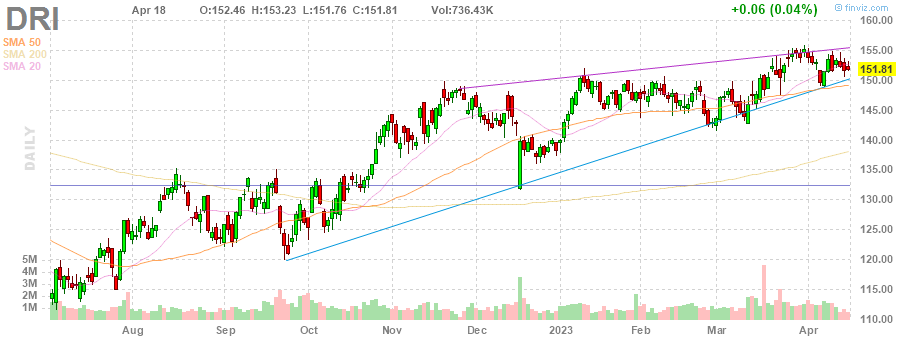 DRI
Apr 18 O:152.46 H:153.23 L:151.76 C:151.81 Vol:736.43K +0.06 (0.04%) © finviz.com
SMA 50
SMA 200
SMA 20
DAILY
160.00
155.00
151.81
150.00
145.00
140.00
135.00
130.00
125.00
120.00
115.00
110.00
5M
4M
3M
2M
1M
Aug Sep Oct Nov Dec 2023 Feb Mar Apr